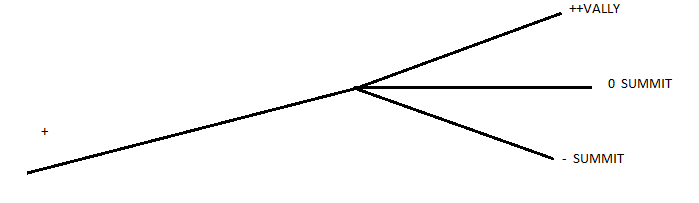 ++VALLY
0 SUMMIT
+
- SUMMIT